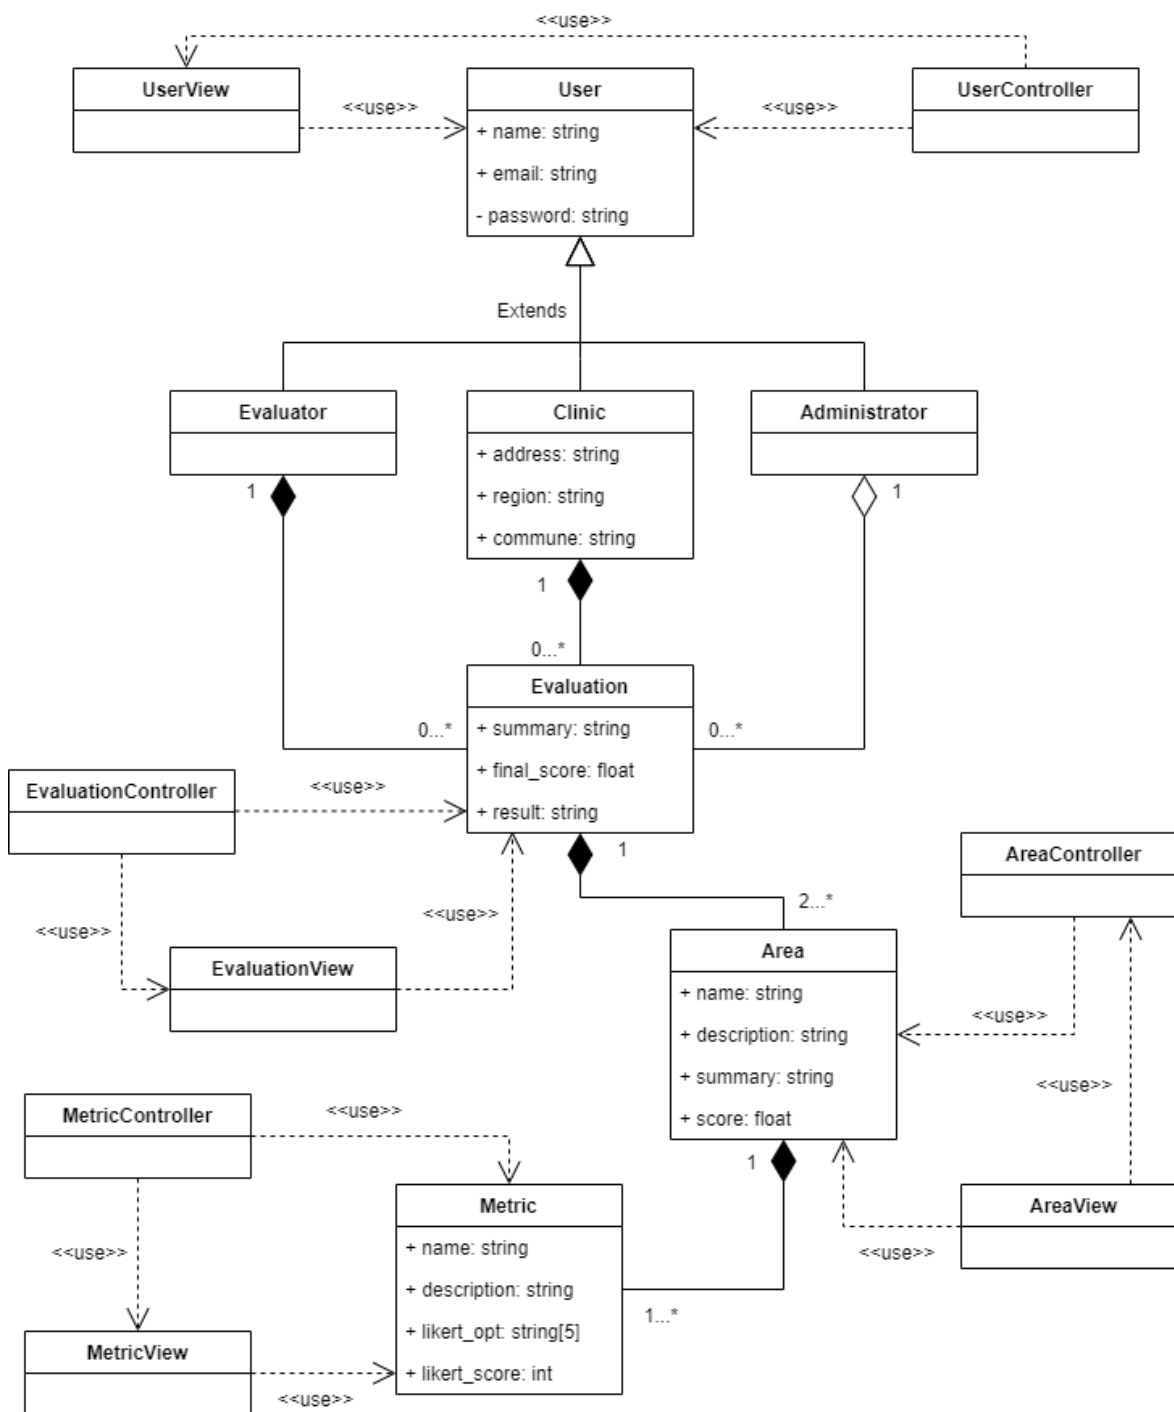 <<use>>
UserView
User
UserController
<<use>>
<<use>>
+ name: string
+ email: string
- password: string
Extends
Evaluator
Clinic
Administrator
+ address: string
+ region: string
+ commune: string
1
1
1
0...*
Evaluation
+ summary: string
+ final_score: float
+ result: string
0...*
0...*
EvaluationController
<<use>>
1
AreaController
<<use>>
<<use>>
2...*
EvaluationView
Area
+ name: string
+ description: string
+ summary: string
+ score: float
<<use>>
<<use>>
MetricController
<<use>>
1
AreaView
<<use>>
Metric
+ name: string
+ description: string
+ likert_opt: string[5]
+ likert_score: int
<<use>>
1...*
MetricView
<<use>>